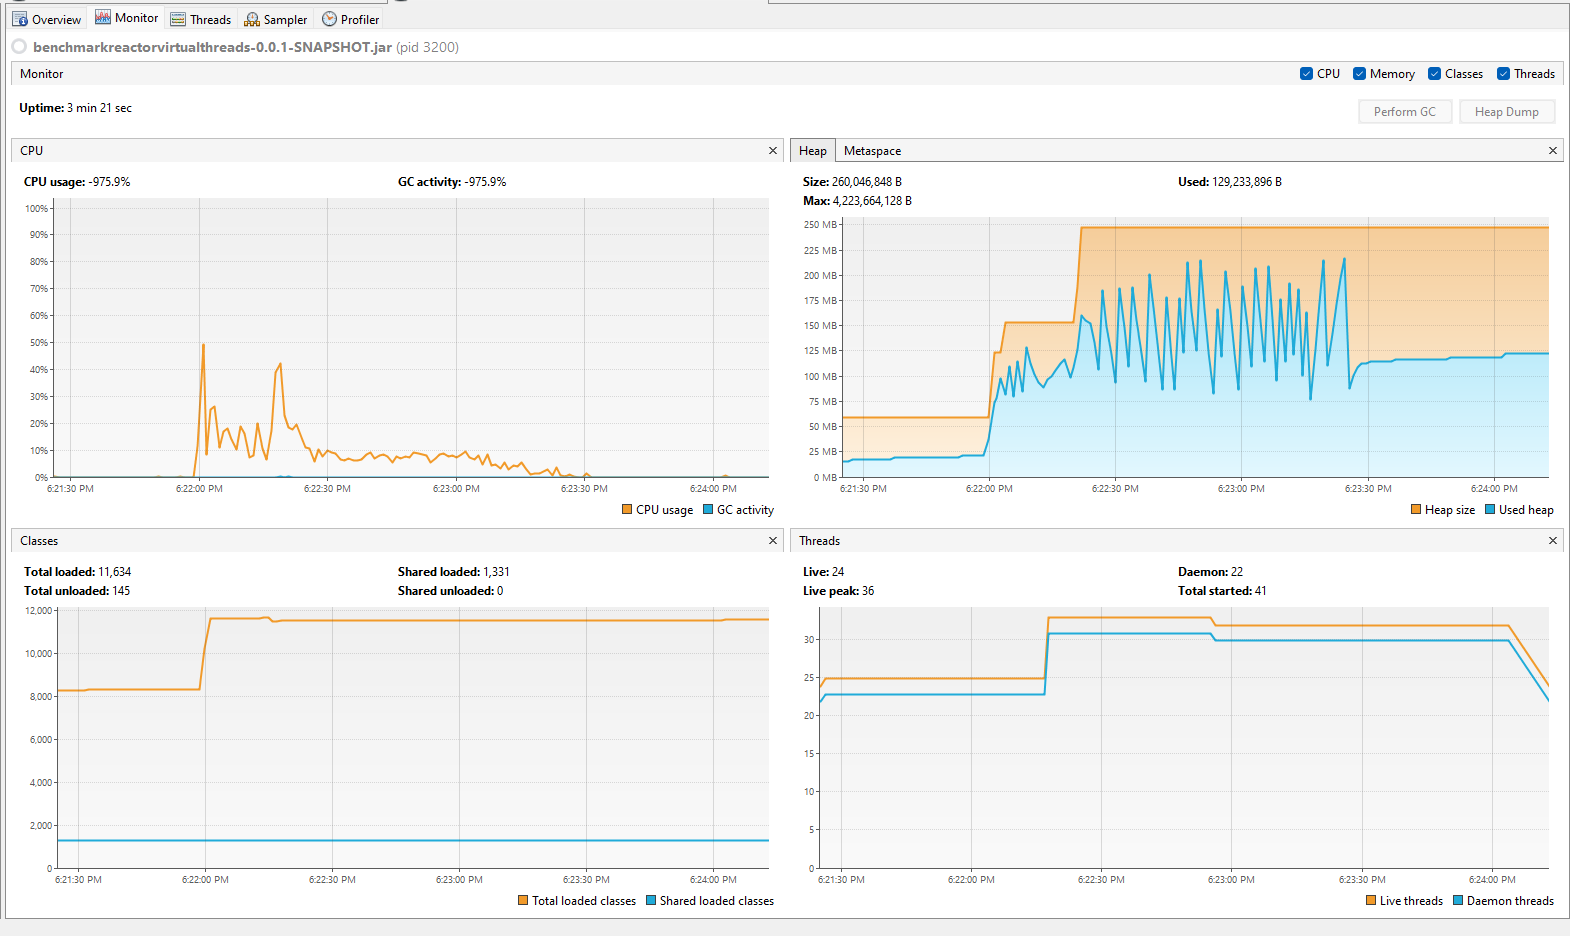 Overview Monitor Threads Sampler Profiler
benchmarkreactorvirtualthreads-0.0.1-SNAPSHOT.jar (pid 3200)
Monitor
CPU Memory Classes Threads
Uptime: 3 min 21 sec
Perform GC Heap Dump
CPU
CPU usage: -975.9% GC activity: -975.9%
100%
90%
80%
70%
60%
50%
40%
30%
20%
10%
0%
6:21:30 PM 6:22:00 PM 6:22:30 PM 6:23:00 PM 6:23:30 PM 6:24:00 PM
CPU usage GC activity
Heap Metaspace
Size: 260,046,848 B Used: 129,233,896 B
Max: 4,223,664,128 B
250 MB
225 MB
200 MB
175 MB
150 MB
125 MB
100 MB
75 MB
50 MB
25 MB
0 MB
6:21:30 PM 6:22:00 PM 6:22:30 PM 6:23:00 PM 6:23:30 PM 6:24:00 PM
Heap size Used heap
Classes
Total loaded: 11,634 Shared loaded: 1,331
Total unloaded: 145 Shared unloaded: 0
12,000
10,000
8,000
6,000
4,000
2,000
0
6:21:30 PM 6:22:00 PM 6:22:30 PM 6:23:00 PM 6:23:30 PM 6:24:00 PM
Total loaded classes Shared loaded classes
Threads
Live: 24 Daemon: 22
Live peak: 36 Total started: 41
30
25
20
15
10
5
0
6:21:30 PM 6:22:00 PM 6:22:30 PM 6:23:00 PM 6:23:30 PM 6:24:00 PM
Live threads Daemon threads